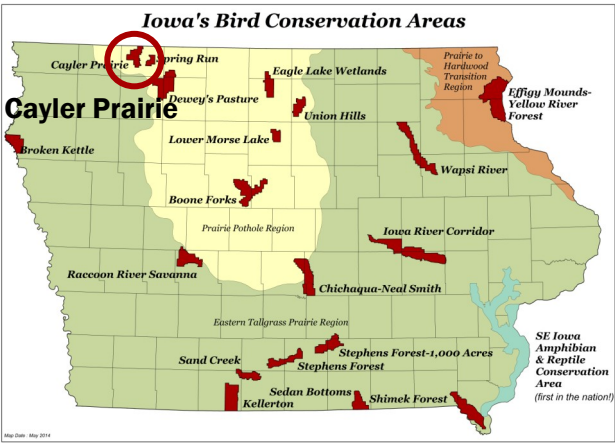 Iowa's Bird Conservation Areas
Cayler Prairie
Spring Run
Prairie to
Hardwood
Transition
Region
Eagle Lake Wetlands
Effigy Mounds-
Yellow River
Forest
Dewey's Pasture
Cayler Prairie
Union Hills
Lower Morse Lake
Broken Kettle
Wapsi River
Boone Forks
Prairie Pothole Region
Iowa River Corridor
Raccoon River Savanna
Chichaqua-Neal Smith
Eastern Tallgrass Prairie Region
SE Iowa
Amphibian
& Reptile
Conservation
Area
(first in the nation!)
Stephens Forest-1,000 Acres
Sand Creek
Stephens Forest
Sedan Bottoms
Shimek Forest
Kellerton
Map Date : May 2014